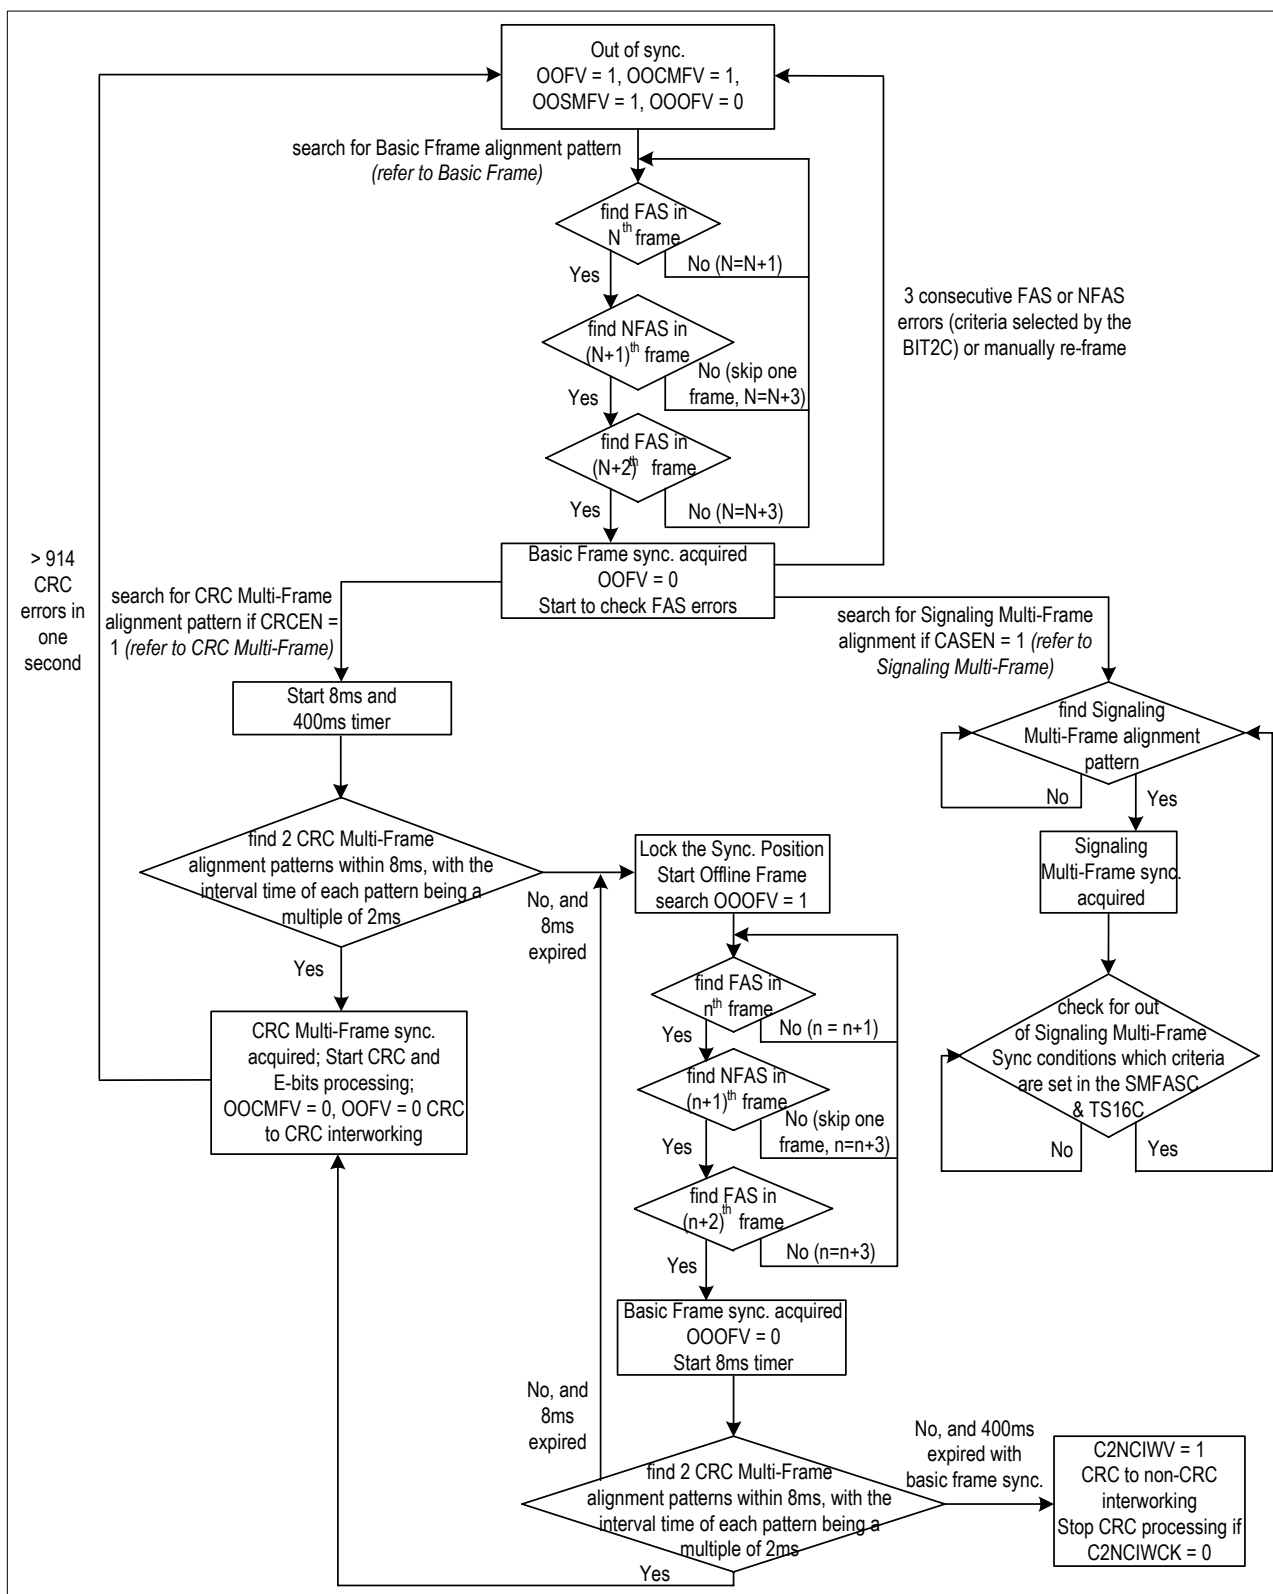 Out of sync.
OOFV = 1, OOCMFV = 1,
OOSMFV = 1, OOOFV = 0
search for Basic Fframe alignment pattern
(refer to Basic Frame)
find FAS in
Nth frame
No (N=N+1)
Yes
find NFAS in
(N+1)th frame
No (skip one
frame, N=N+3)
Yes
find FAS in
(N+2)th frame
No (N=N+3)
Yes
3 consecutive FAS or NFAS
errors (criteria selected by the
BIT2C) or manually re-frame
Basic Frame sync. acquired
OOFV = 0
Start to check FAS errors
> 914
CRC
errors in
one
second
search for CRC Multi-Frame
alignment pattern if CRCEN =
1 (refer to CRC Multi-Frame)
search for Signaling Multi-Frame
alignment if CASEN = 1 (refer to
Signaling Multi-Frame)
Start 8ms and
400ms timer
find Signaling
Multi-Frame alignment
pattern
No
Yes
find 2 CRC Multi-Frame
alignment patterns within 8ms, with the
interval time of each pattern being a
multiple of 2ms
No, and
8ms
expired
Yes
Lock the Sync. Position
Start Offline Frame
search OOOFV = 1
Signaling
Multi-Frame sync.
acquired
find FAS in
nth frame
No (n = n+1)
Yes
CRC Multi-Frame sync.
acquired; Start CRC and
E-bits processing;
OOCMFV = 0, OOFV = 0 CRC
to CRC interworking
check for out
of Signaling Multi-Frame
Sync conditions which criteria
are set in the SMFASC
& TS16C
No
Yes
find NFAS in
(n+1)th frame
No (skip one
frame, n=n+3)
Yes
find FAS in
(n+2)th frame
No (n=n+3)
Yes
Basic Frame sync. acquired
OOOFV = 0
Start 8ms timer
No, and
8ms
expired
find 2 CRC Multi-Frame
alignment patterns within 8ms, with the
interval time of each pattern being a
multiple of 2ms
Yes
No, and 400ms
expired with
basic frame sync.
C2NCIWV = 1
CRC to non-CRC
interworking
Stop CRC processing if
C2NCIWCK = 0